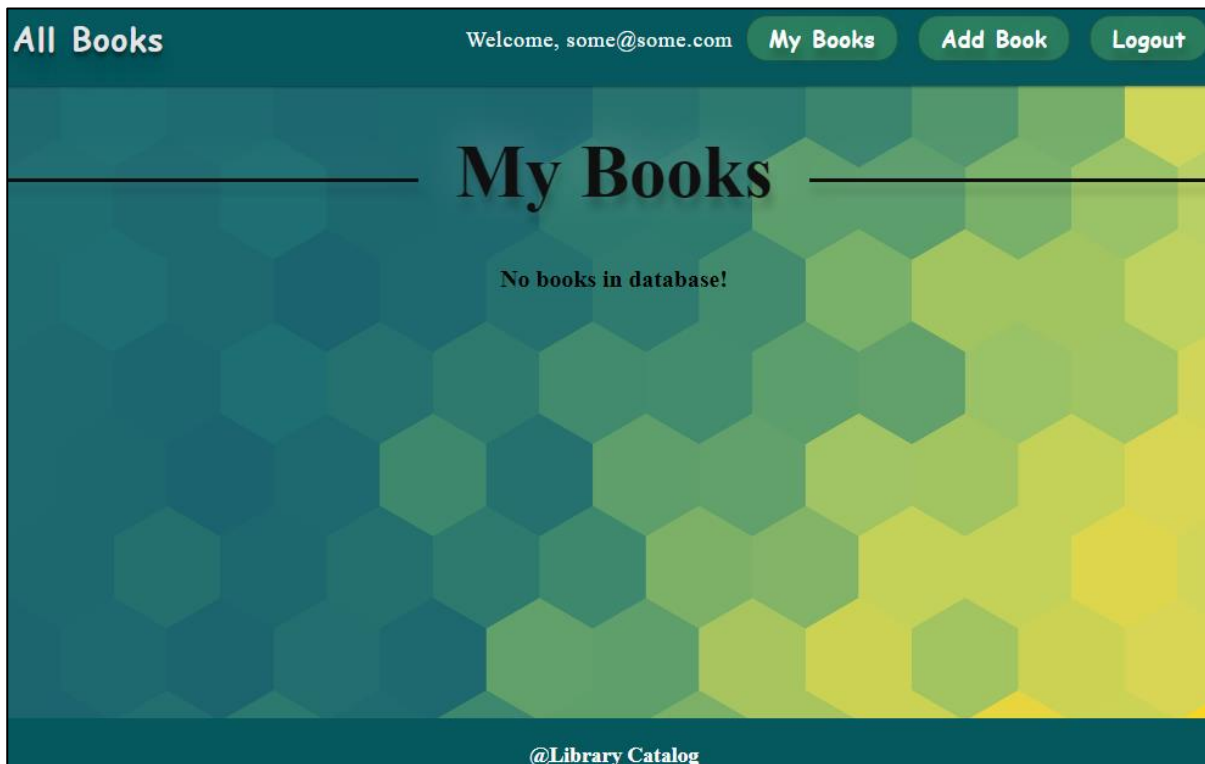 All Books Welcome, some@some.com My Books Add Book Logout
My Books
No books in database!
@Library Catalog